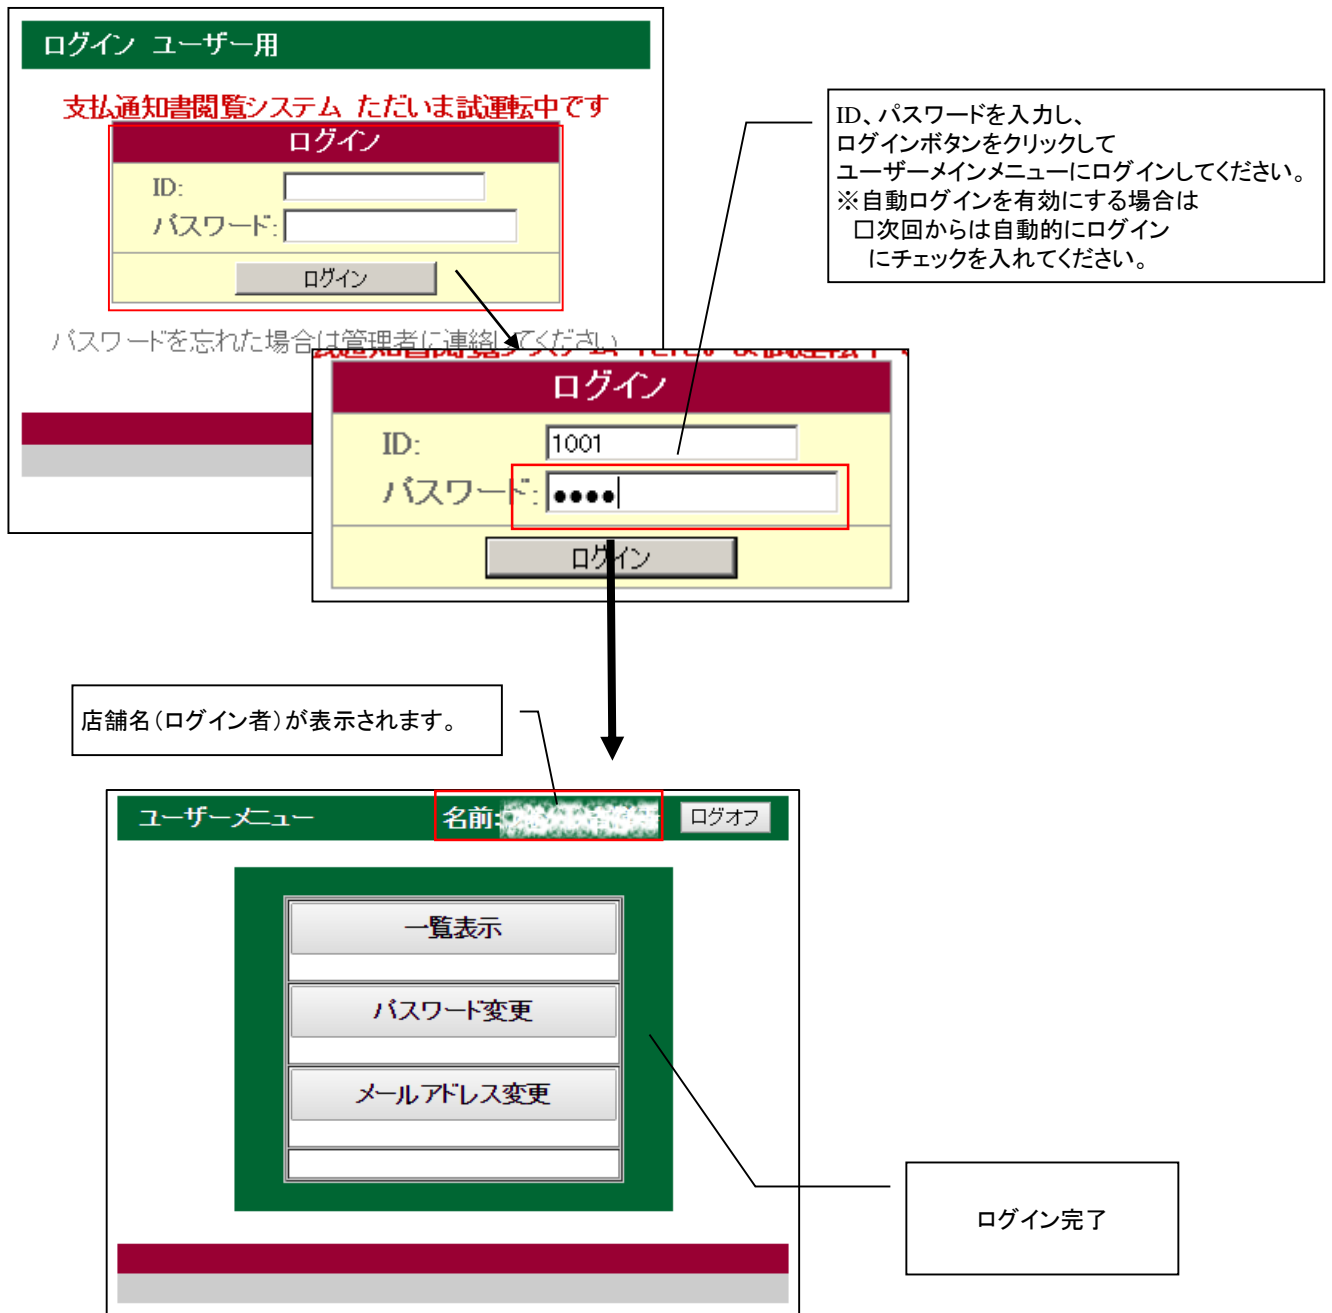 ログイン ユーザー用
支払通知書閲覧システム ただいま試運転中です
ログイン
ID:
パスワード:
ログイン
パスワードを忘れた場合は管理者に連絡してください
ID、パスワードを入力し、
ログインボタンをクリックして
ユーザーメインメニューにログインしてください。
※自動ログインを有効にする場合は
□次回からは自動的にログイン
にチェックを入れてください。
ログイン
ID: 1001
パスワード: ●●●●
ログイン
店舗名(ログイン者)が表示されます。
ユーザーメニュー 名前: ログオフ
一覧表示
パスワード変更
メールアドレス変更
ログイン完了